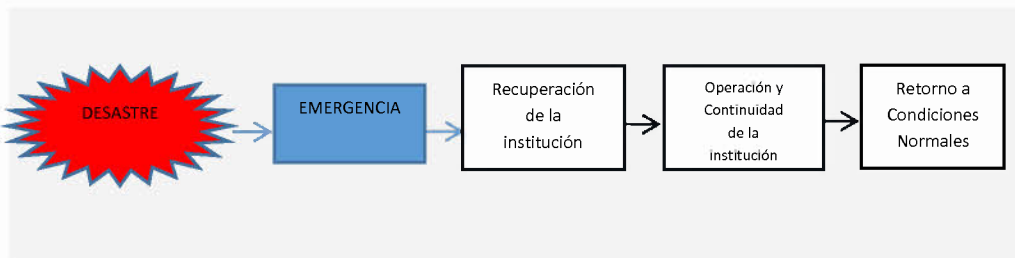 DESASTRE
EMERGENCIA
Recuperación
de la
institución
Operación y
Continuidad
de la
institución
Retorno a
Condiciones
Normales